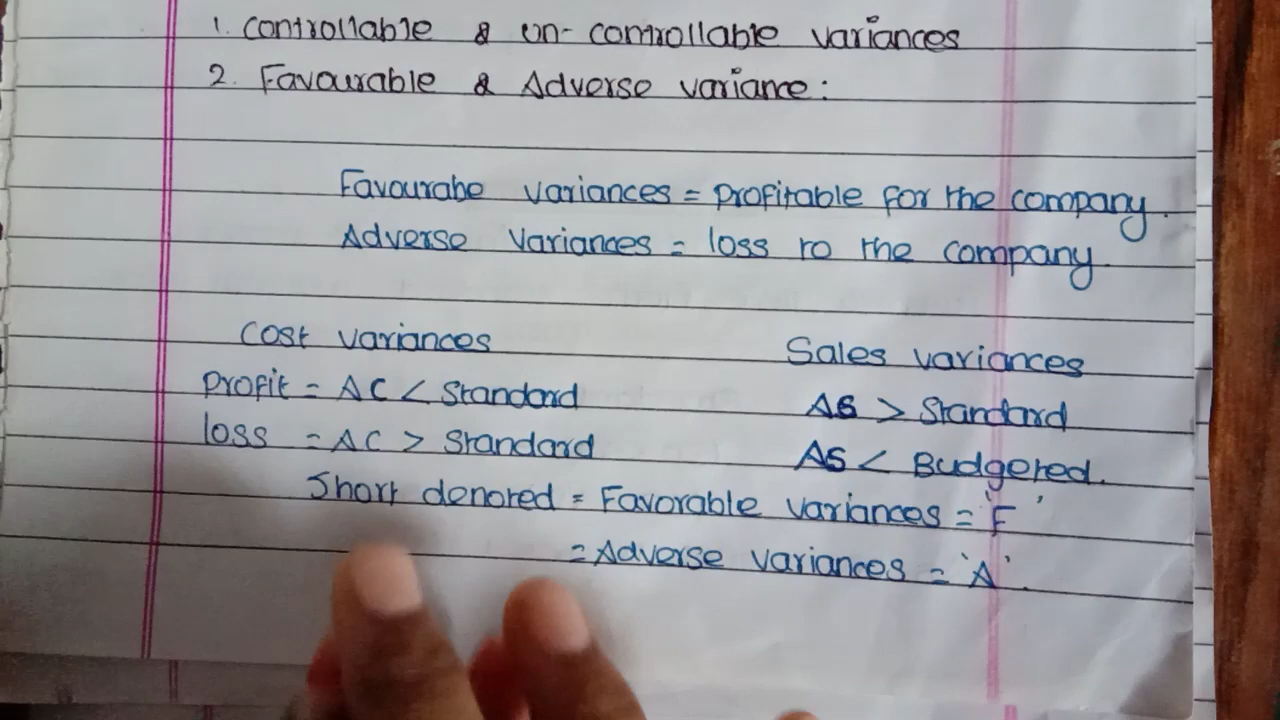 1. Controllable & un-controllable variances
2. Favourable & Adverse variance:
Favourabe variances = profitable for the company.
Adverse variances = loss to the company
Cost variances Sales variances
Profit = AC < Standard AS > Standard
loss = AC > Standard AS < Budgeted.
Short denoted = Favorable variances = 'F'
= Adverse variances = 'A'.